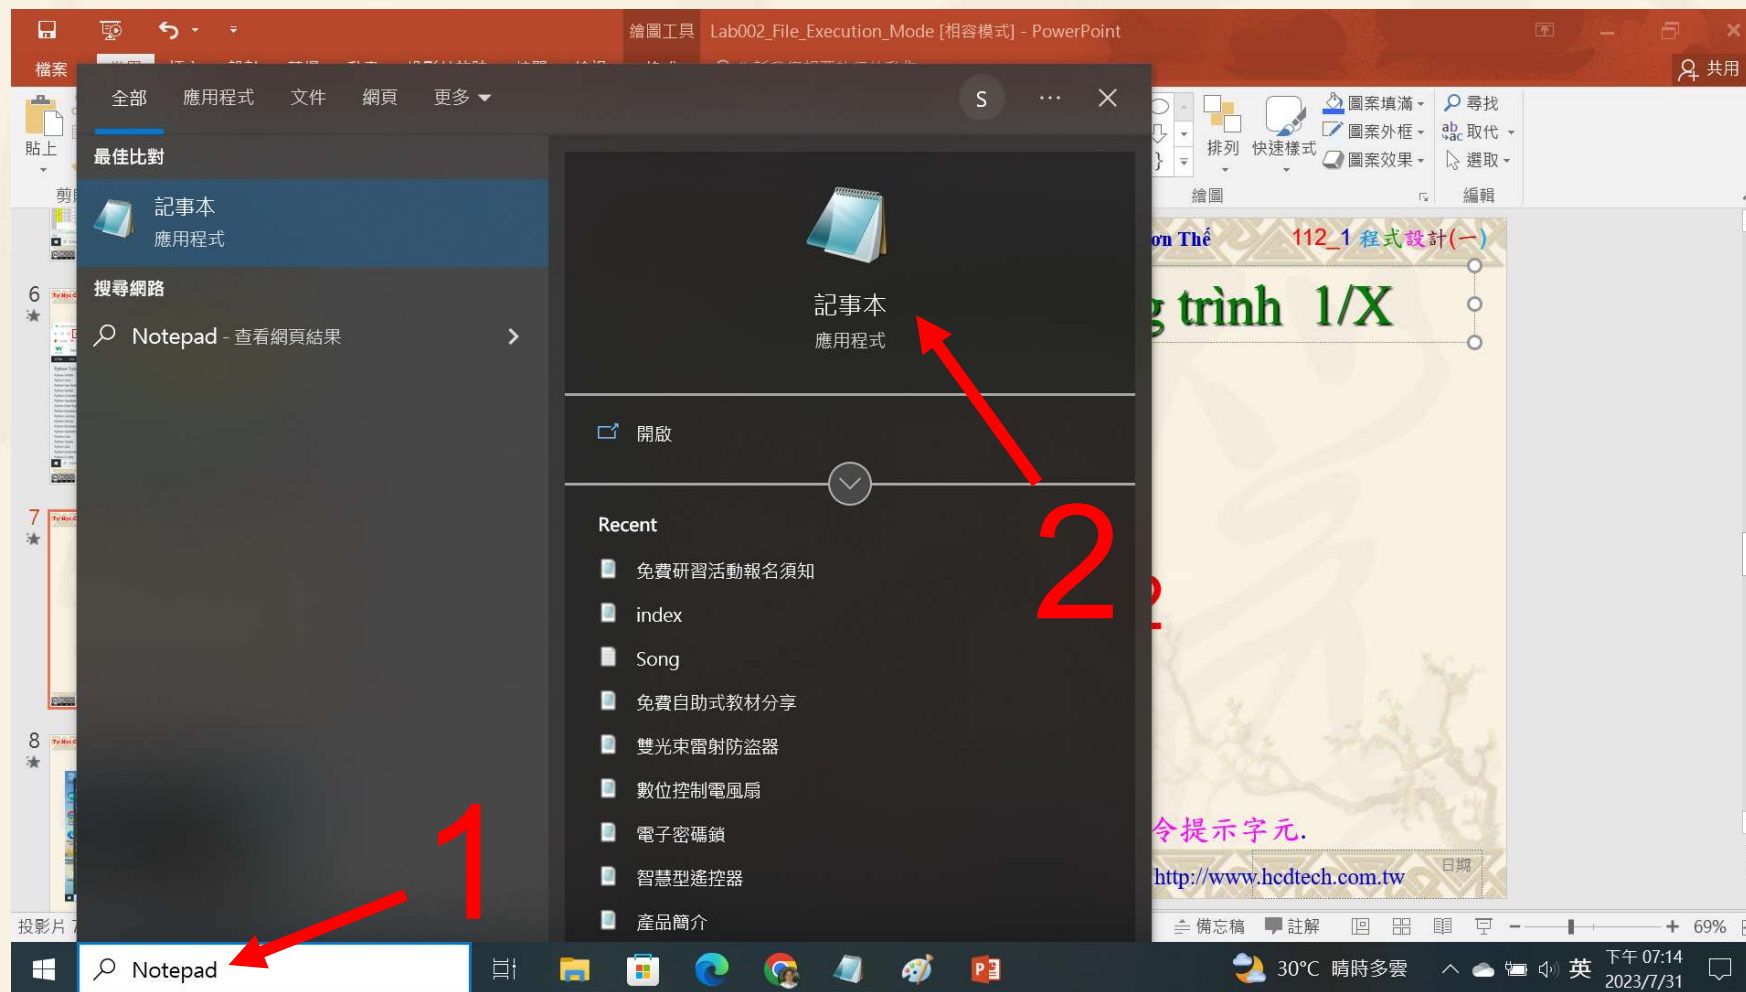 繪圖工具 Lab002_File_Execution_Mode [相容模式] - PowerPoint
檔案
共用
全部 應用程式 文件 網頁 更多
S
貼上
排列 快速樣式
圖案填滿 尋找
圖案外框 取代
圖案效果 選取
繪圖 編輯
最佳比對
記事本
應用程式
搜尋網路
Notepad - 查看網頁結果
記事本
應用程式
開啟
Recent
免費研習活動報名須知
index
Song
免費自助式教材分享
雙光束雷射防盜器
數位控制電風扇
電子密碼鎖
智慧型遙控器
產品簡介
1
2
6
7
8
ơn Thế 112_1 程式設計(一)
trình 1/X
令提示字元.
http://www.hcdtech.com.tw 日期
投影片 7
備忘稿 註解 69%
Notepad
30°C 晴時多雲 英 下午 07:14
2023/7/31